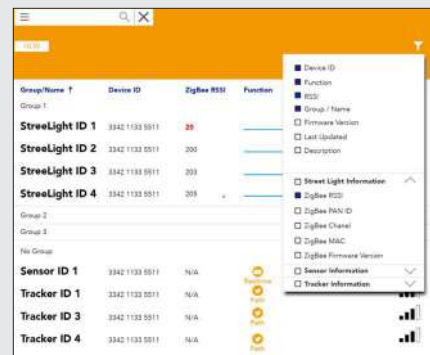 NEW
Group/Name ↑ Device ID ZigBee RSSI Function
Group 1
StreeLight ID 1 3342 1133 5511 20
StreeLight ID 2 3342 1133 5511 200
StreeLight ID 3 3342 1133 5511 203
StreeLight ID 4 3342 1133 5511 205
Group 2
Group 3
No Group
Sensor ID 1 3342 1133 5511 N/A
Realtime
Tracker ID 1 3342 1133 5511 N/A
Path
Tracker ID 3 3342 1133 5511 N/A
Path
Tracker ID 4 3342 1133 5511 N/A
Path
Device ID
Function
RSSI
Group / Name
Firmware Version
Last Updated
Description
Street Light Information
ZigBee RSSI
ZigBee PAN ID
ZigBee Chanel
ZigBee MAC
ZigBee Firmware Version
Sensor Information
Tracker Information